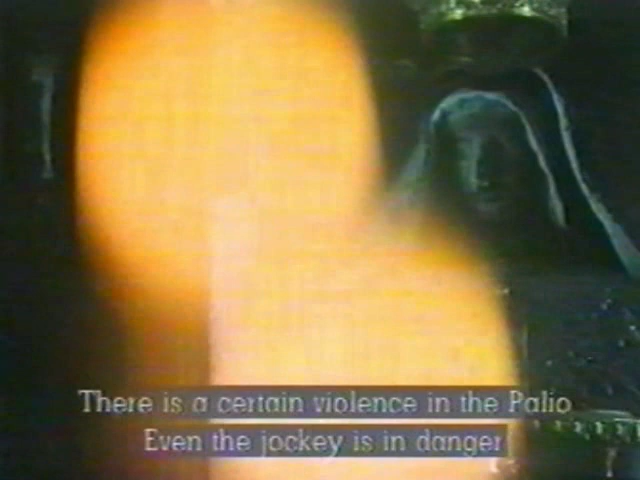 There is a certain violence in the Palio
Even the jockey is in danger